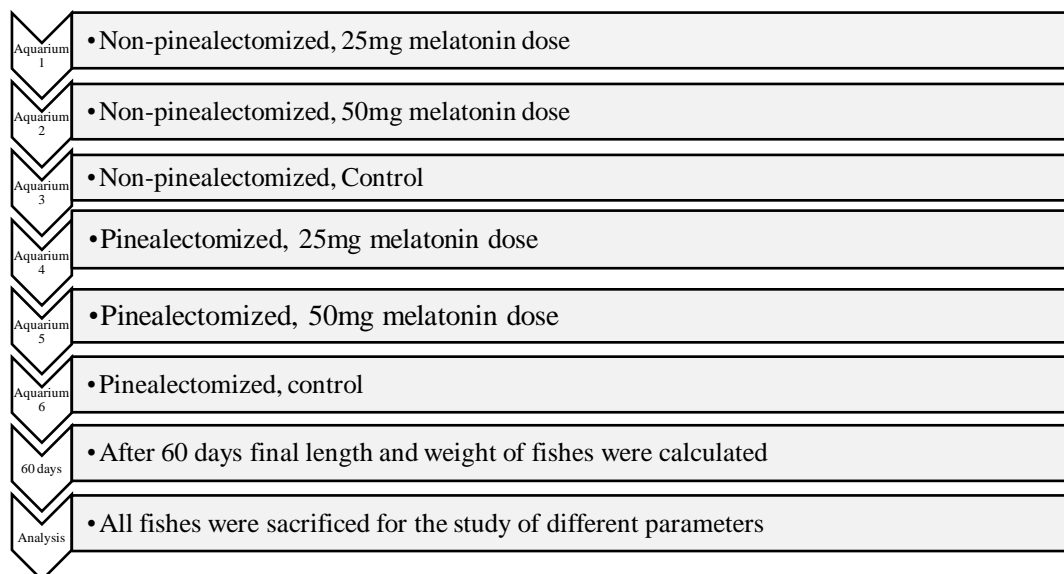 Aquarium
1
•Non-pinealectomized, 25mg melatonin dose
Aquarium
2
•Non-pinealectomized, 50mg melatonin dose
Aquarium
3
•Non-pinealectomized, Control
Aquarium
4
•Pinealectomized, 25mg melatonin dose
Aquarium
5
•Pinealectomized, 50mg melatonin dose
Aquarium
6
•Pinealectomized, control
60 days
•After 60 days final length and weight of fishes were calculated
Analysis
•All fishes were sacrificed for the study of different parameters